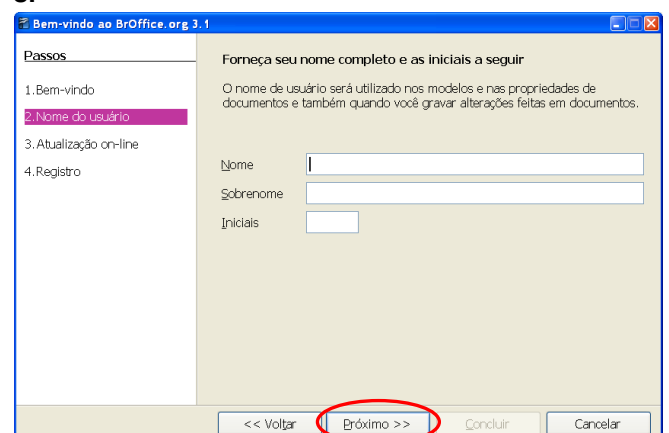 Bem-vindo ao BrOffice.org 3.1
Passos
1.Bem-vindo
2.Nome do usuário
3.Atualização on-line
4.Registro
Forneça seu nome completo e as iniciais a seguir
O nome de usuário será utilizado nos modelos e nas propriedades de
documentos e também quando você gravar alterações feitas em documentos.
Nome
Sobrenome
Iniciais
<< Voltar Próximo >> Concluir Cancelar